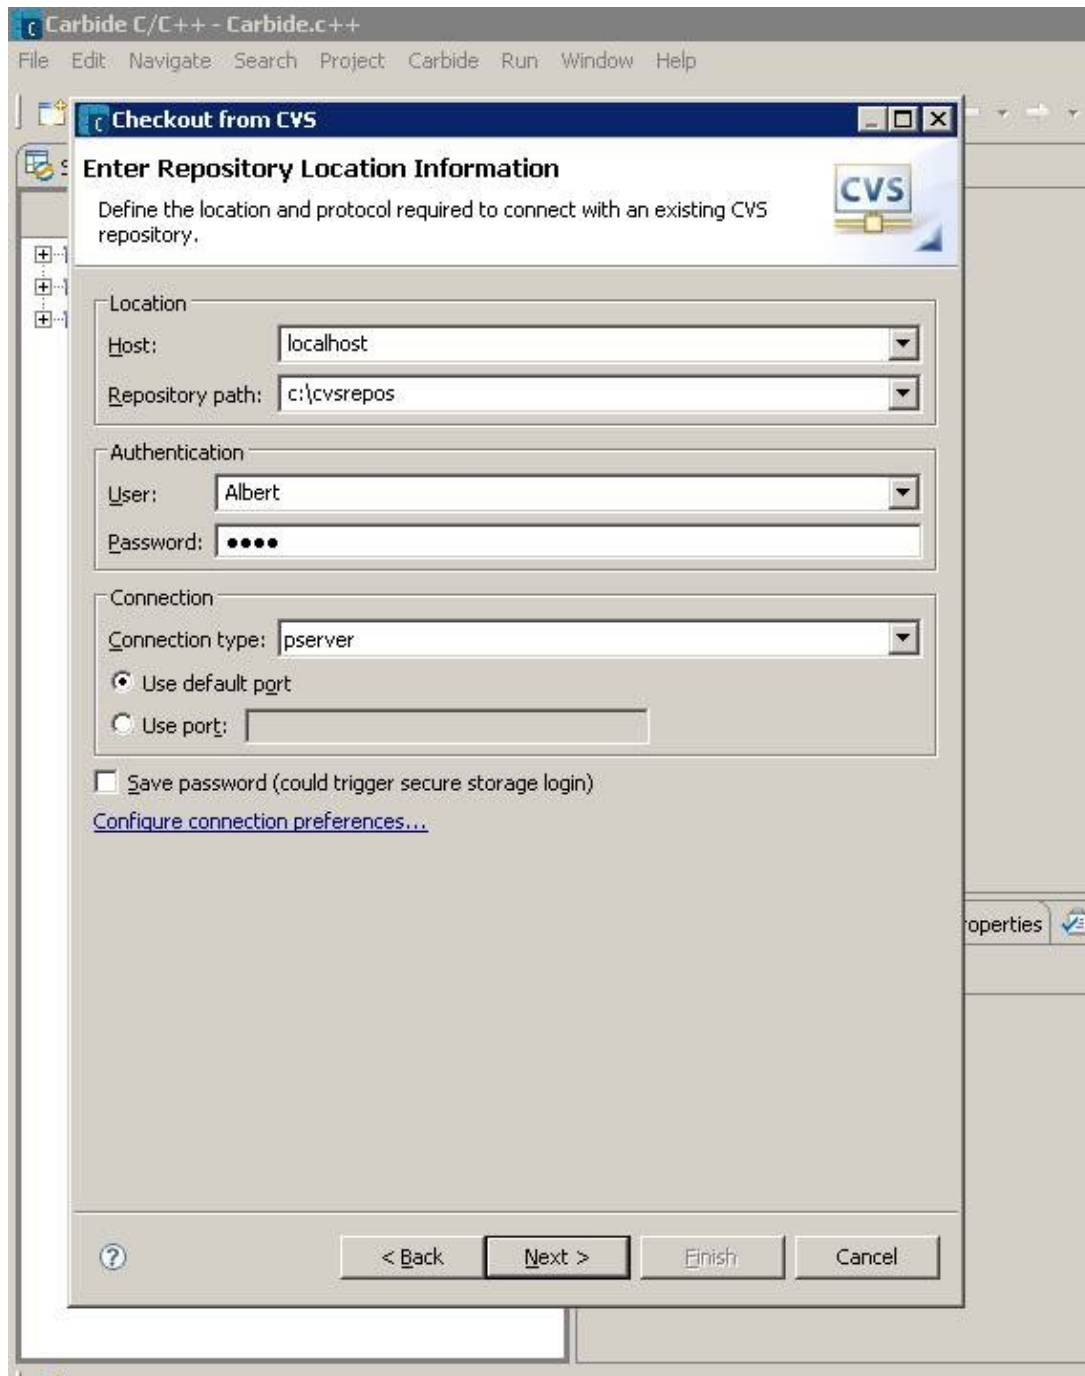 Carbide C/C++ - Carbide.c++
File Edit Navigate Search Project Carbide Run Window Help
Checkout from CVS
Enter Repository Location Information
CVS
Define the location and protocol required to connect with an existing CVS
repository.
Location
Host: localhost
Repository path: c:\cvsrepos
Authentication
User: Albert
Password: ●●●●
Connection
Connection type: pserver
Use default port
Use port:
Save password (could trigger secure storage login)
Configure connection preferences...
operties
< Back Next > Finish Cancel